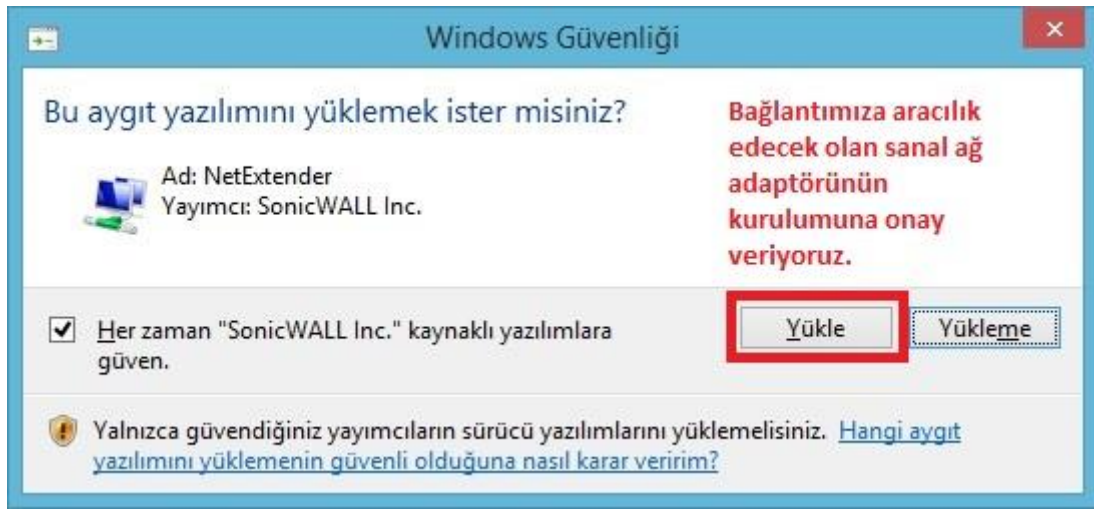 Windows Güvenliği
Bu aygıt yazılımını yüklemek ister misiniz?
Ad: NetExtender
Yayımcı: SonicWALL Inc.
Bağlantımıza aracılık
edecek olan sanal ağ
adaptörünün
kurulumuna onay
veriyoruz.
Her zaman "SonicWALL Inc." kaynaklı yazılımlara
güven.
Yükle
Yükleme
Yalnızca güvendiğiniz yayımcıların sürücü yazılımlarını yüklemelisiniz. Hangi aygıt
yazılımını yüklemenin güvenli olduğuna nasıl karar veririm?